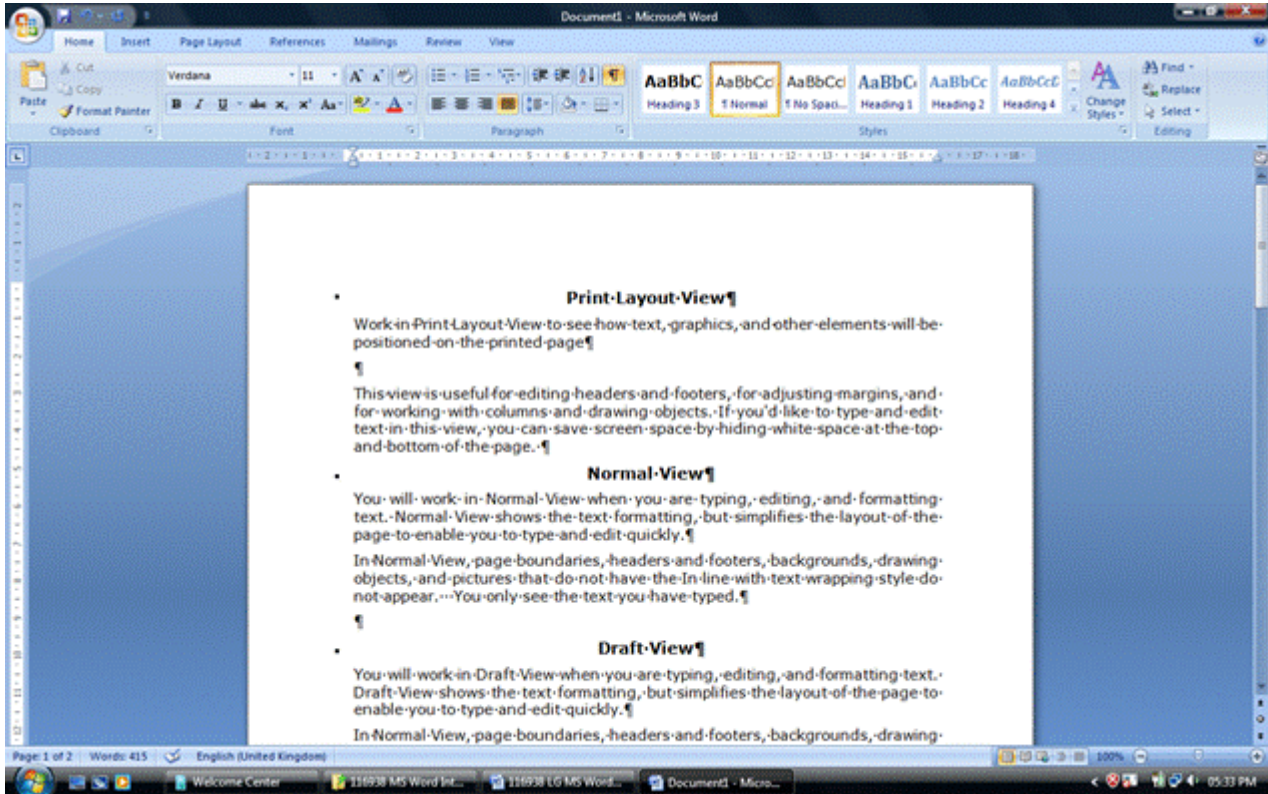 Document1 - Microsoft Word
Home Insert Page Layout References Mailings Review View
Cut
Copy
Paste
Format Painter
Clipboard
Verdana 11
Font
Paragraph
AaBbC AaBbCcI AaBbCcI AaBbC AaBbCc AaBbCcL
Heading 3 ¶ Normal ¶ No Spaci... Heading 1 Heading 2 Heading 4
Change Styles
Styles
Find
Replace
Select
Editing
Print·Layout·View¶
Work·in·Print·Layout·View·to·see·how·text,·graphics,·and·other·elements·will·be·
positioned·on·the·printed·page¶
¶
This·view·is·useful·for·editing·headers·and·footers,·for·adjusting·margins,·and·
for·working·with·columns·and·drawing·objects.·If·you'd·like·to·type·and·edit·
text·in·this·view,·you·can·save·screen·space·by·hiding·white·space·at·the·top·
and·bottom·of·the·page.·¶
Normal·View¶
You·will·work·in·Normal·View·when·you·are·typing,·editing,·and·formatting·
text.·Normal·View·shows·the·text·formatting,·but·simplifies·the·layout·of·the·
page·to·enable·you·to·type·and·edit·quickly.¶
In·Normal·View,·page·boundaries,·headers·and·footers,·backgrounds,·drawing·
objects,·and·pictures·that·do·not·have·the·In·line·with·text·wrapping·style·do·
not·appear.···You·only·see·the·text·you·have·typed.¶
¶
Draft·View¶
You·will·work·in·Draft·View·when·you·are·typing,·editing,·and·formatting·text.·
Draft·View·shows·the·text·formatting,·but·simplifies·the·layout·of·the·page·to·
enable·you·to·type·and·edit·quickly.¶
In·Normal·View,·page·boundaries,·headers·and·footers,·backgrounds,·drawing·
Page: 1 of 2 Words: 415 English (United Kingdom) 100%
Welcome Center 116938 MS Word Int... 116938 LG MS Word... Document1 - Micro... 05:33 PM